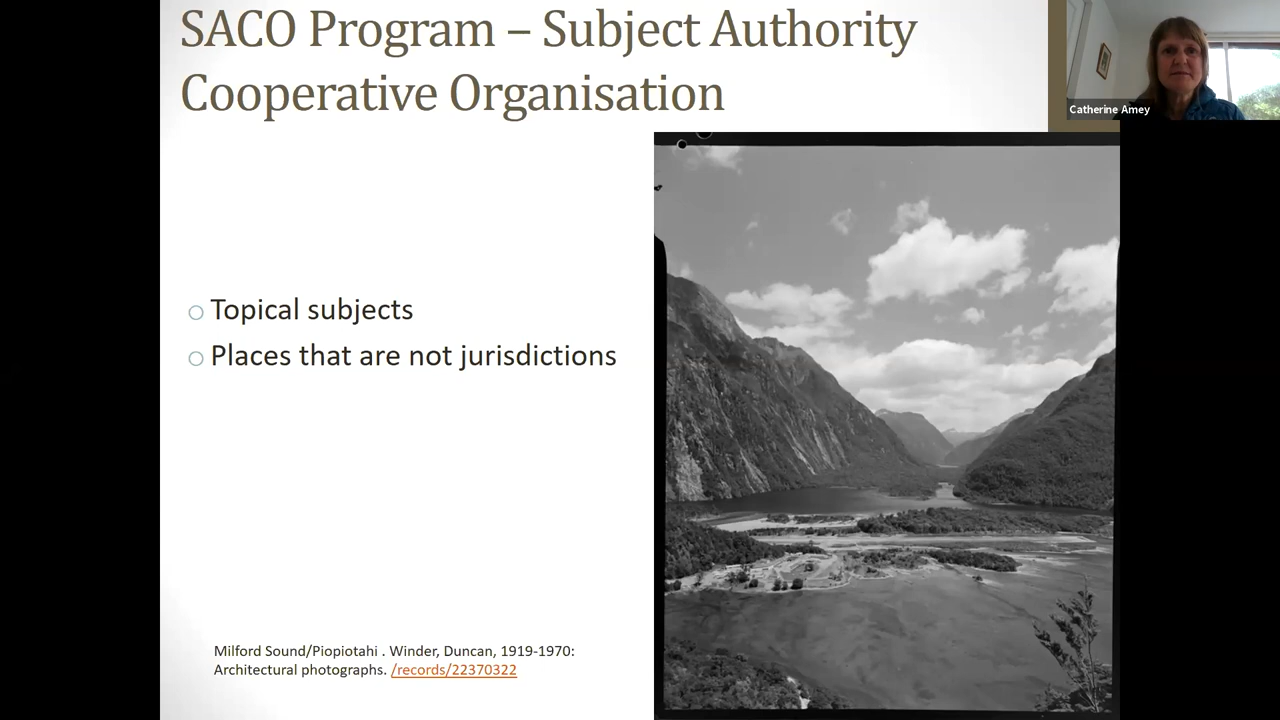 SACO Program – Subject Authority
Cooperative Organisation
Catherine Amey
Topical subjects
Places that are not jurisdictions
Milford Sound/Piopiotahi . Winder, Duncan, 1919-1970:
Architectural photographs. /records/22370322